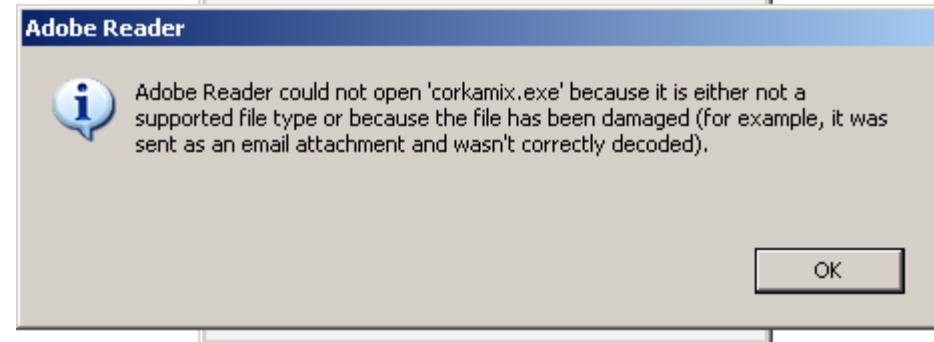 Adobe Reader
Adobe Reader could not open 'corkamix.exe' because it is either not a
supported file type or because the file has been damaged (for example, it was
sent as an email attachment and wasn't correctly decoded).
OK